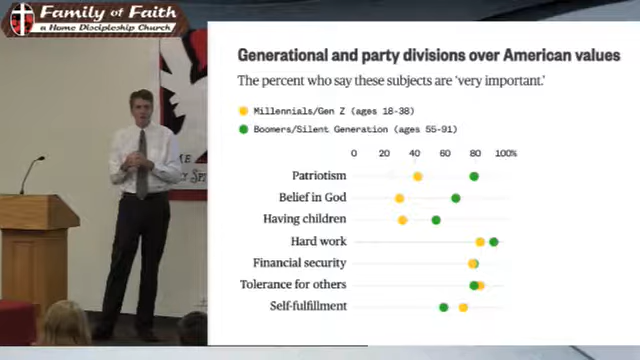 Family of Faith
a Home Discipleship Church
Generational and party divisions over American values
The percent who say these subjects are 'very important.'
Millennials/Gen Z (ages 18-38)
Boomers/Silent Generation (ages 55-91)
0 20 40 60 80 100%
Patriotism
Belief in God
Having children
Hard work
Financial security
Tolerance for others
Self-fulfillment